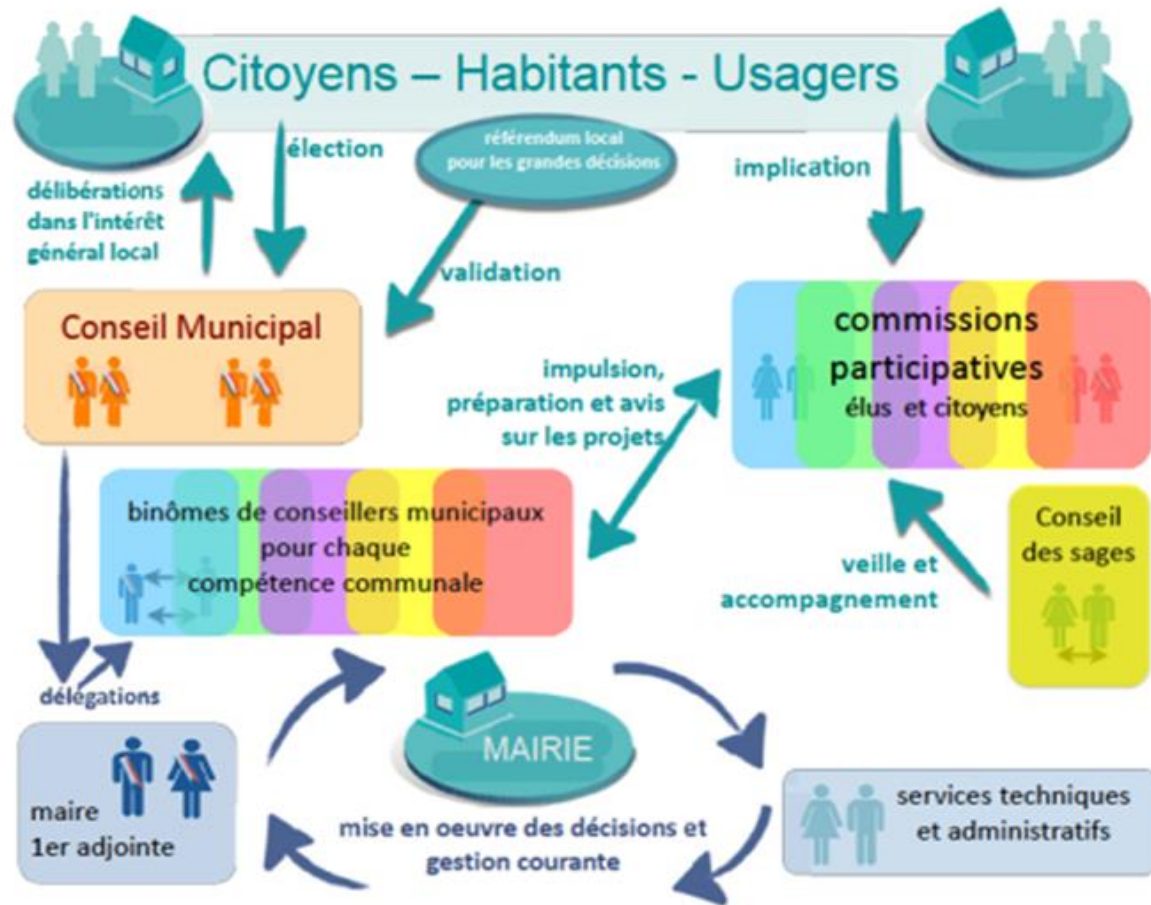 Citoyens – Habitants - Usagers
élection
référendum local
pour les grandes décisions
implication
délibérations
dans l'intérêt
général local
validation
Conseil Municipal
commissions
participatives
élus et citoyens
impulsion,
préparation et avis
sur les projets
binômes de conseillers municipaux
pour chaque
compétence communale
Conseil
des sages
veille et
accompagnement
délégations
MAIRIE
maire
1er adjointe
mise en oeuvre des décisions et
gestion courante
services techniques
et administratifs